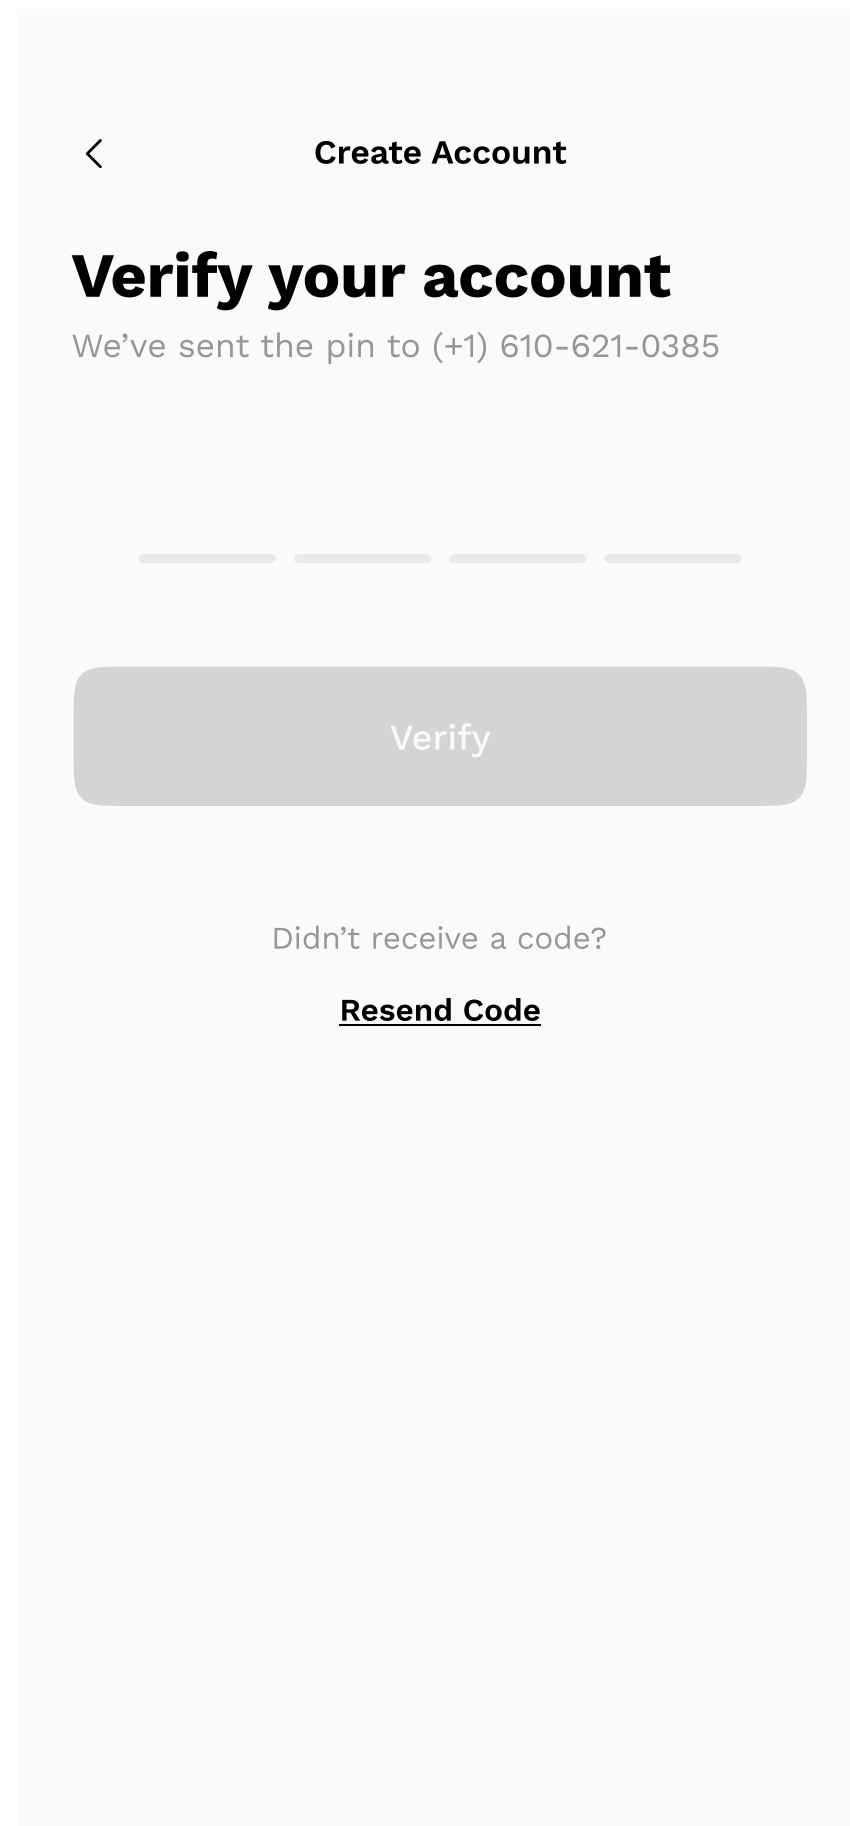 Create Account
Verify your account
We’ve sent the pin to (+1) 610-621-0385
Verify
Didn’t receive a code?
Resend Code